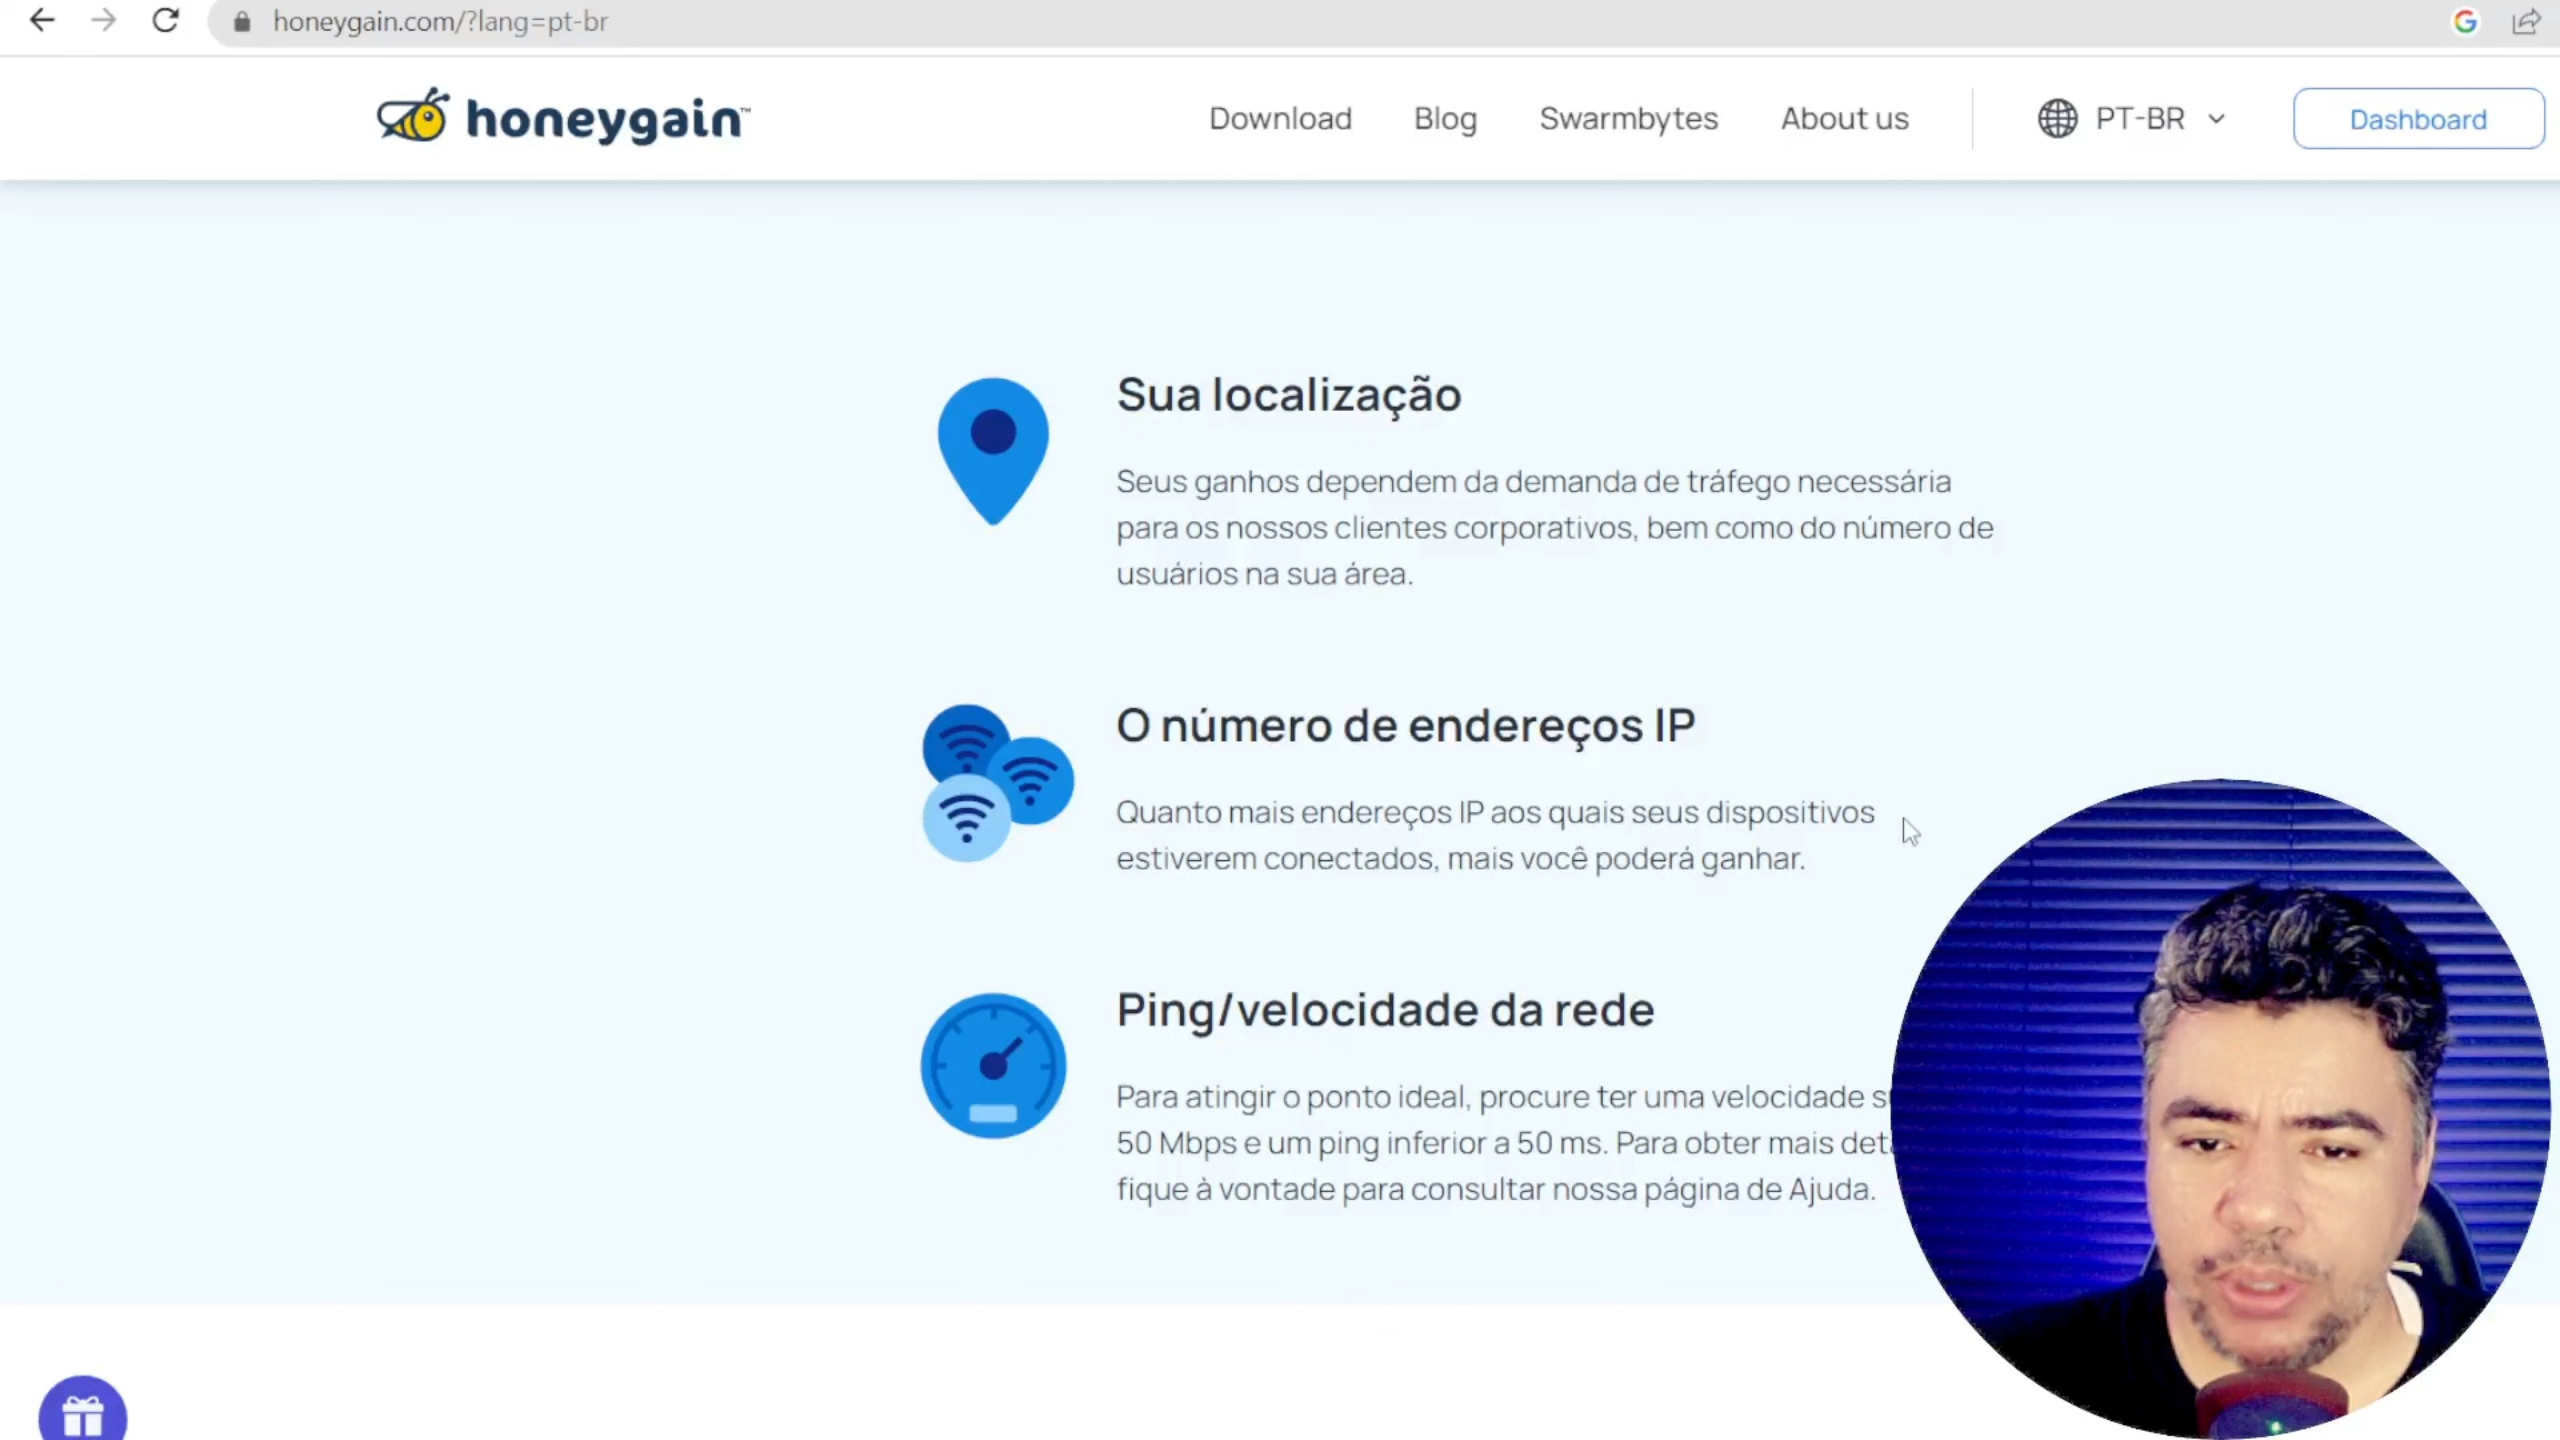 honeygain.com/?lang=pt-br
honeygain™
Download
Blog
Swarmbytes
About us
PT-BR
Dashboard
Sua localização
Seus ganhos dependem da demanda de tráfego necessária
para os nossos clientes corporativos, bem como do número de
usuários na sua área.
O número de endereços IP
Quanto mais endereços IP aos quais seus dispositivos
estiverem conectados, mais você poderá ganhar.
Ping/velocidade da rede
Para atingir o ponto ideal, procure ter uma velocidade
50 Mbps e um ping inferior a 50 ms. Para obter mais
fique à vontade para consultar nossa página de Ajuda.